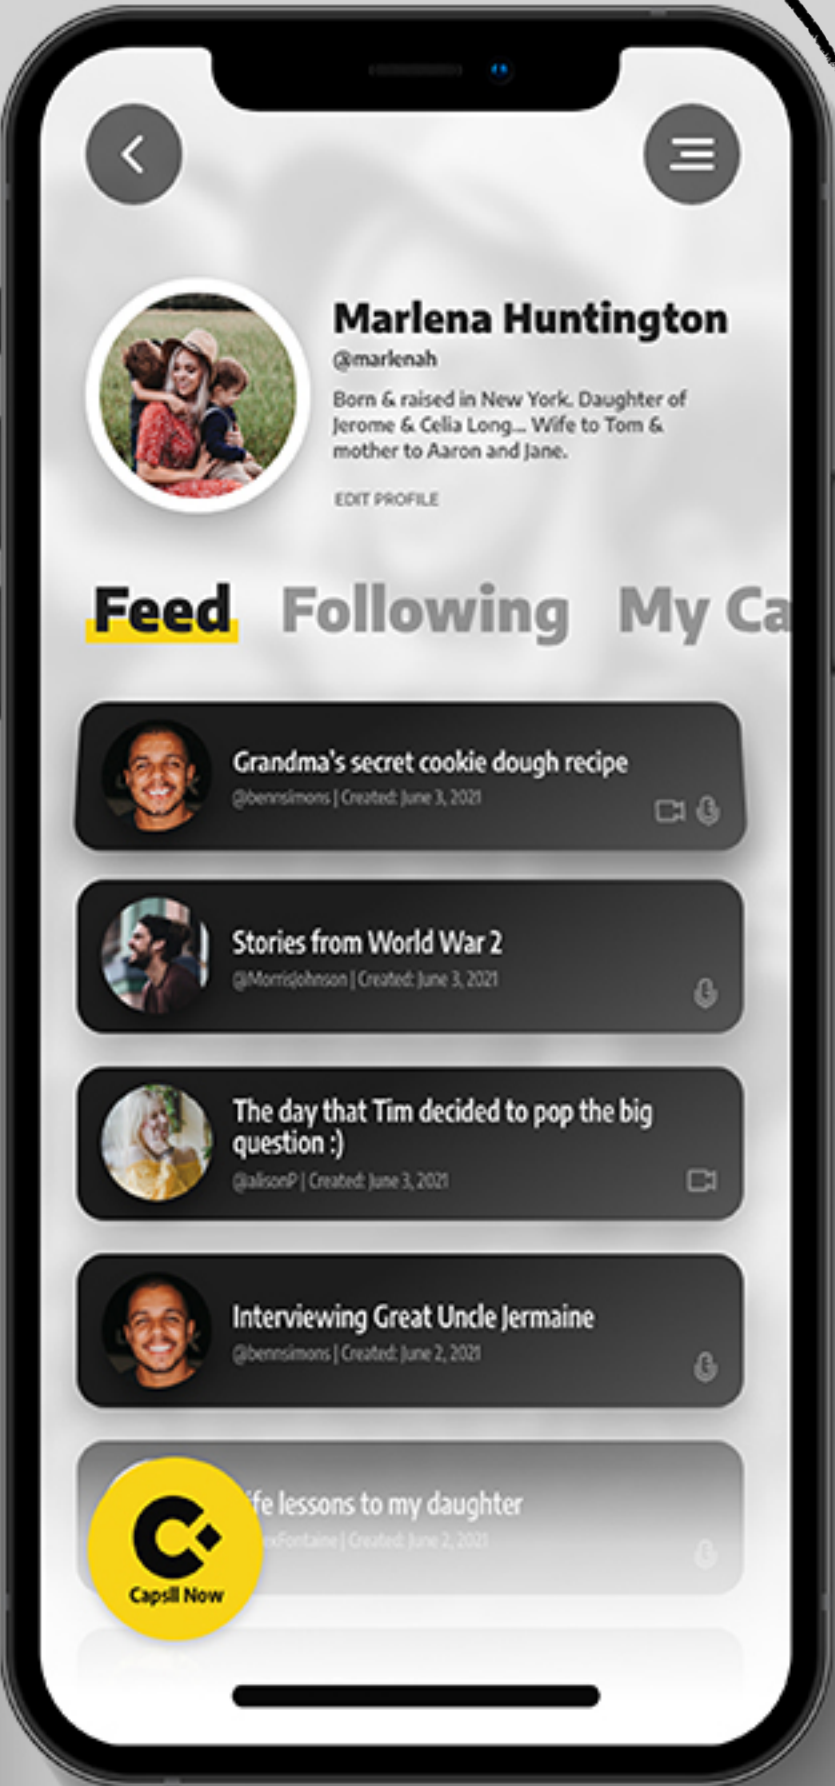 Marlena Huntington
@marlenah
Born & raised in New York. Daughter of
Jerome & Celia Long... Wife to Tom &
mother to Aaron and Jane.
EDIT PROFILE
Feed Following My Ca
Grandma's secret cookie dough recipe
@bennsimons | Created: June 3, 2021
Stories from World War 2
@MorrisJohnson | Created: June 3, 2021
The day that Tim decided to pop the big
question :)
@alisonP | Created: June 3, 2021
Interviewing Great Uncle Jermaine
@bennsimons | Created: June 2, 2021
ife lessons to my daughter
exFontaine | Created: June 2, 2021
Capsll Now